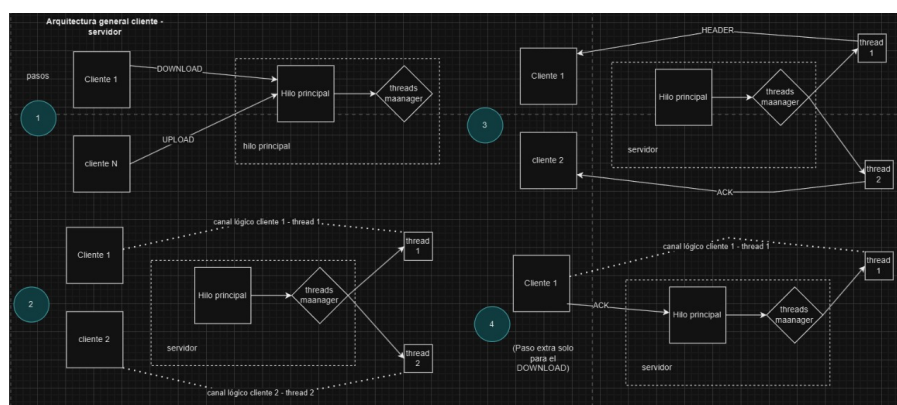 Arquitectura general cliente -
servidor
pasos
1
Cliente 1
DOWNLOAD
cliente N
UPLOAD
Hilo principal
threads
maanager
hilo principal
2
canal lógico cliente 1 - thread 1
Cliente 1
cliente 2
Hilo principal
threads
maanager
servidor
thread
1
thread
2
canal lógico cliente 2 - thread 2
3
HEADER
Cliente 1
cliente 2
Hilo principal
threads
maanager
servidor
thread
1
thread
2
ACK
4
canal lógico cliente 1 - thread 1
Cliente 1
ACK
(Paso extra solo
para el
DOWNLOAD)
Hilo principal
threads
maanager
servidor
thread
1